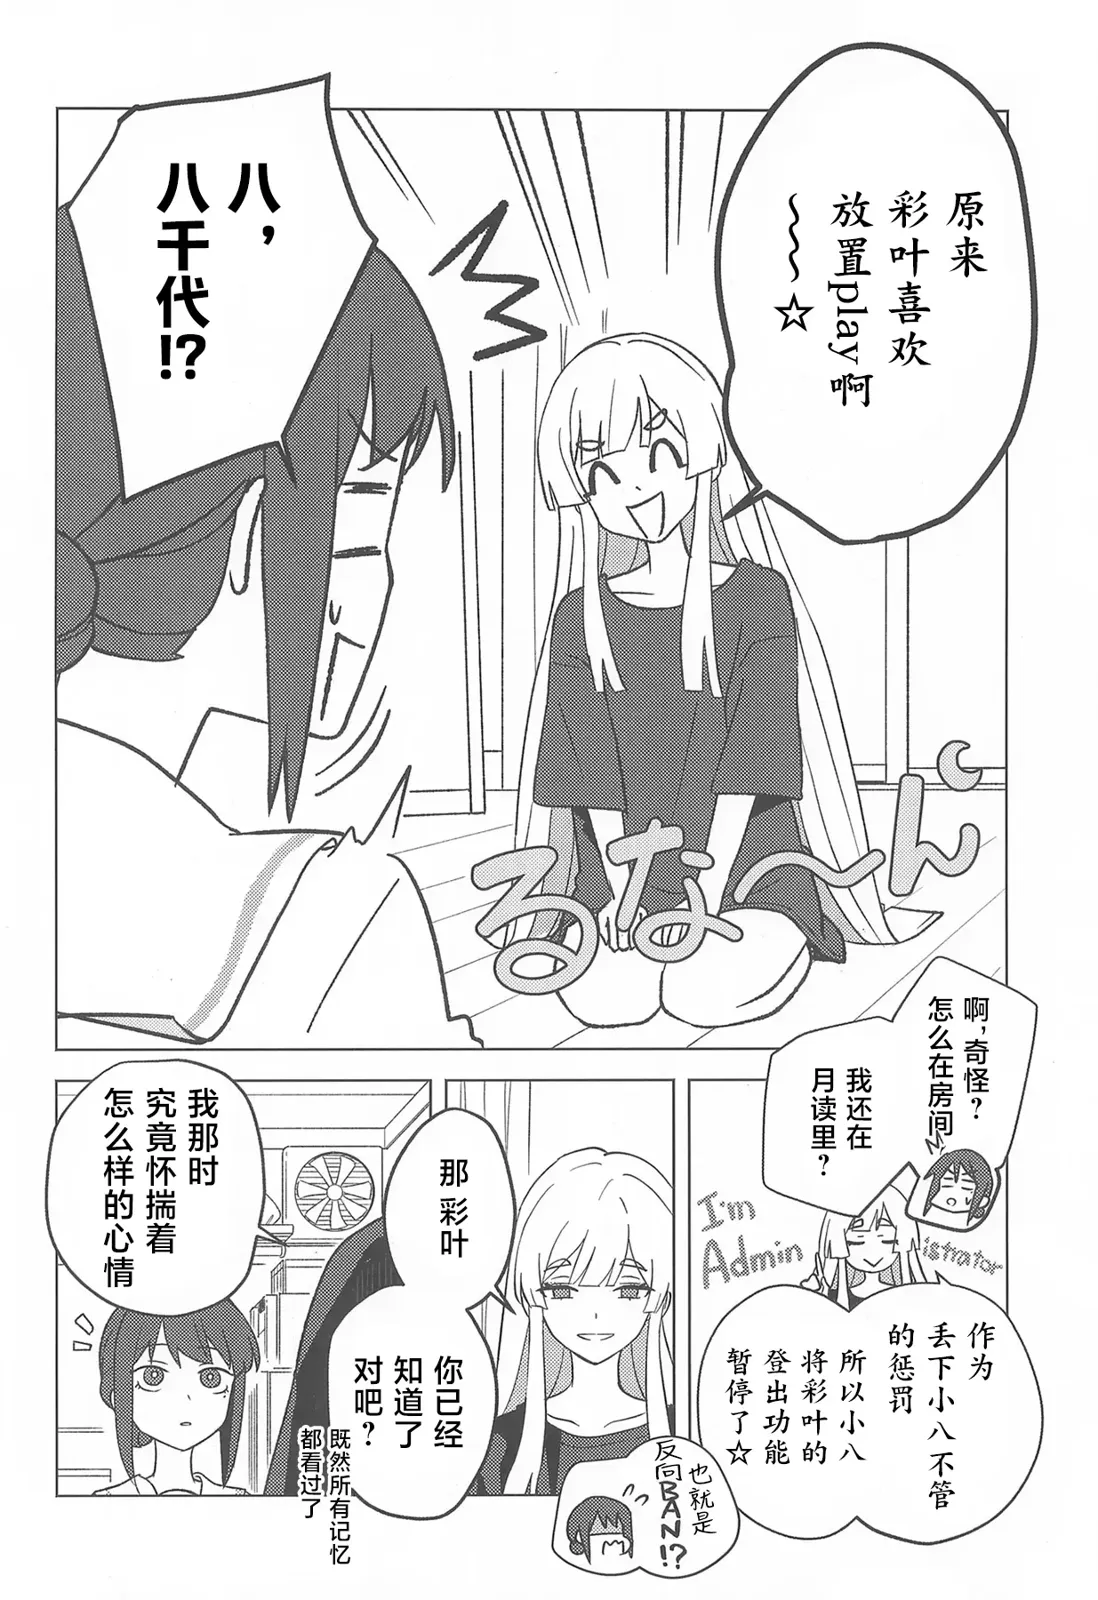 原来
彩叶喜欢
放置play啊
～～☆
八，
八千代!?
るな～ん
啊，奇怪？
怎么在房间
我还在
月读里？
I'm
Admin
istrator
作为
丢下小八不管
的惩罚
所以小八
将彩叶的
登出功能
暂停了☆
也就是
反向BAN!?
那彩叶
你已经
知道了
对吧？
既然所有记忆
都看过了
我那时
究竟怀揣着
怎么样的心情